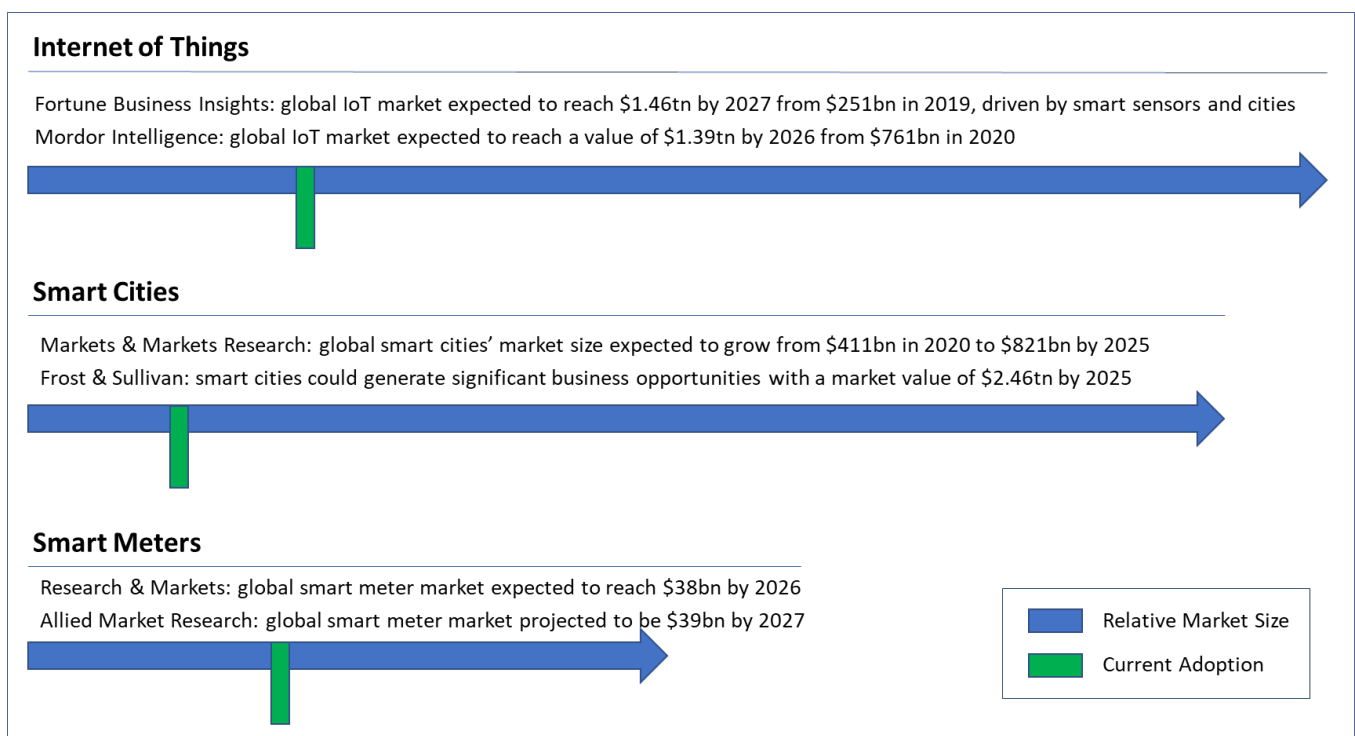 Internet of Things
Fortune Business Insights: global IoT market expected to reach $1.46tn by 2027 from $251bn in 2019, driven by smart sensors and cities
Mordor Intelligence: global IoT market expected to reach a value of $1.39tn by 2026 from $761bn in 2020
Smart Cities
Markets & Markets Research: global smart cities’ market size expected to grow from $411bn in 2020 to $821bn by 2025
Frost & Sullivan: smart cities could generate significant business opportunities with a market value of $2.46tn by 2025
Smart Meters
Research & Markets: global smart meter market expected to reach $38bn by 2026
Allied Market Research: global smart meter market projected to be $39bn by 2027
Relative Market Size
Current Adoption